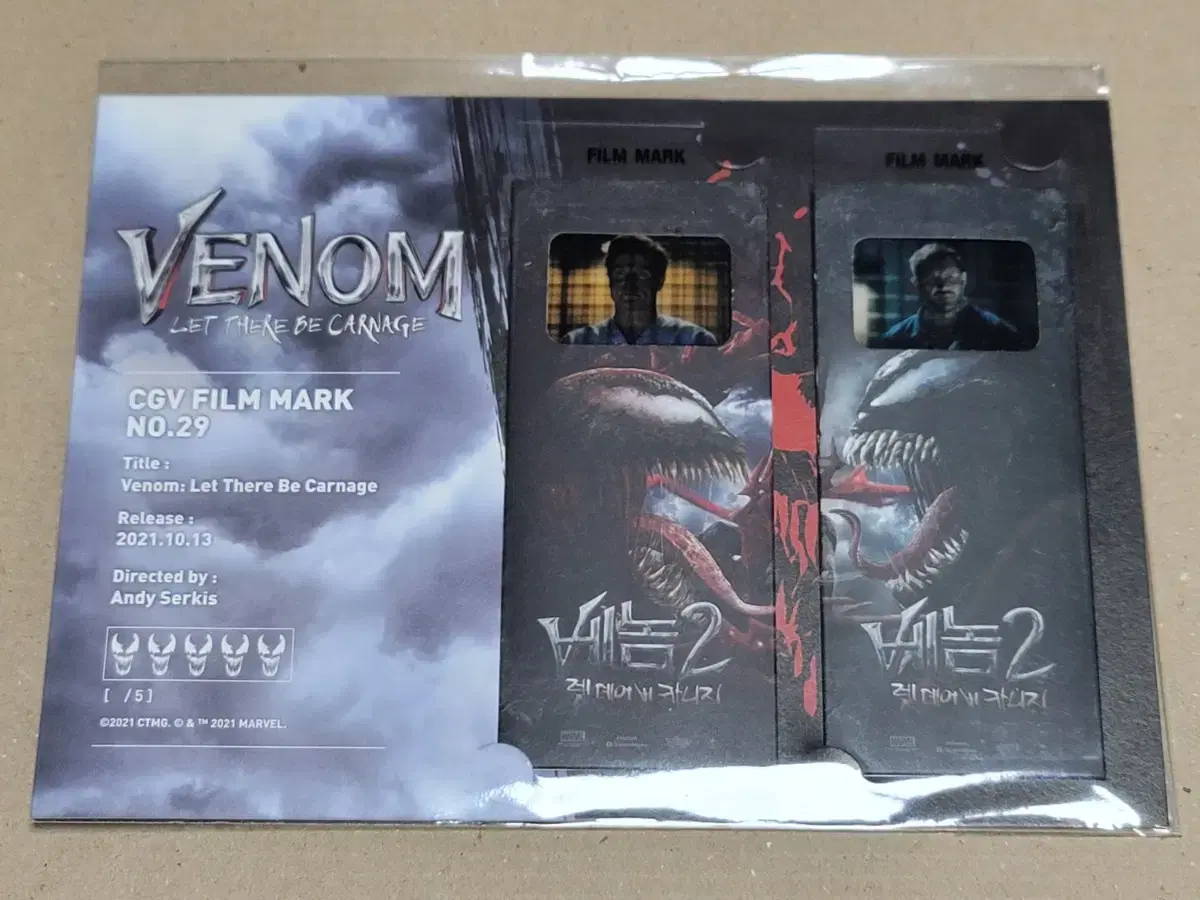 VENOM
LET THERE BE CARNAGE
CGV FILM MARK
NO.29
Title :
Venom: Let There Be Carnage
Release :
2021.10.13
Directed by :
Andy Serkis
[ /5]
©2021 CTMG. © & ™ 2021 MARVEL.
FILM MARK
베놈2
렛 데어 비 카니지
MARVEL
FILM MARK
베놈2
렛 데어 비 카니지
MARVEL